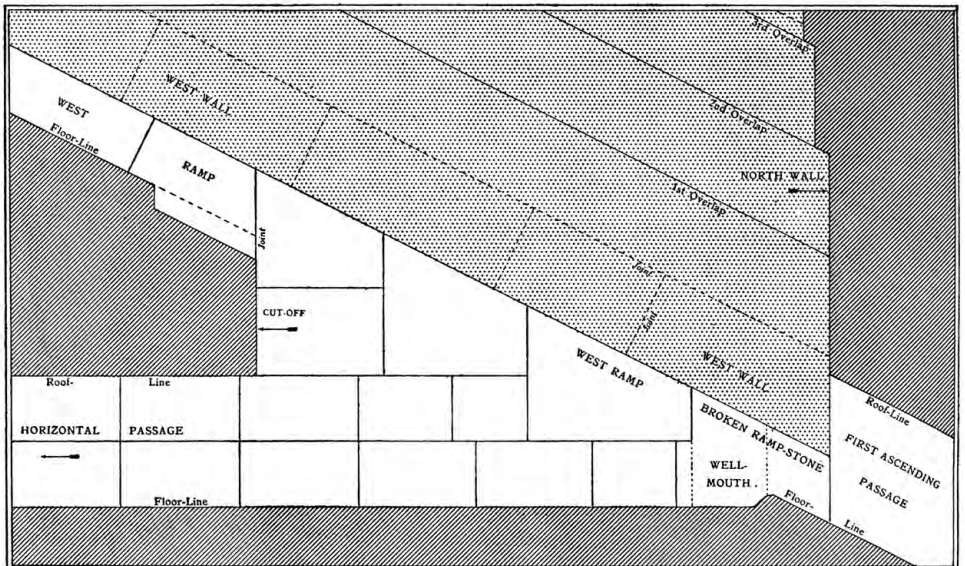 3rd Overlap
WEST WALL
2nd Overlap
WEST
Floor-Line
RAMP
NORTH WALL
1st Overlap
Joint
Joint
Joint
CUT-OFF
WEST RAMP
WEST WALL
Roof-Line
Roof-Line
BROKEN RAMP-STONE
FIRST ASCENDING
PASSAGE
HORIZONTAL PASSAGE
WELL-
MOUTH.
Floor-Line
Floor-Line